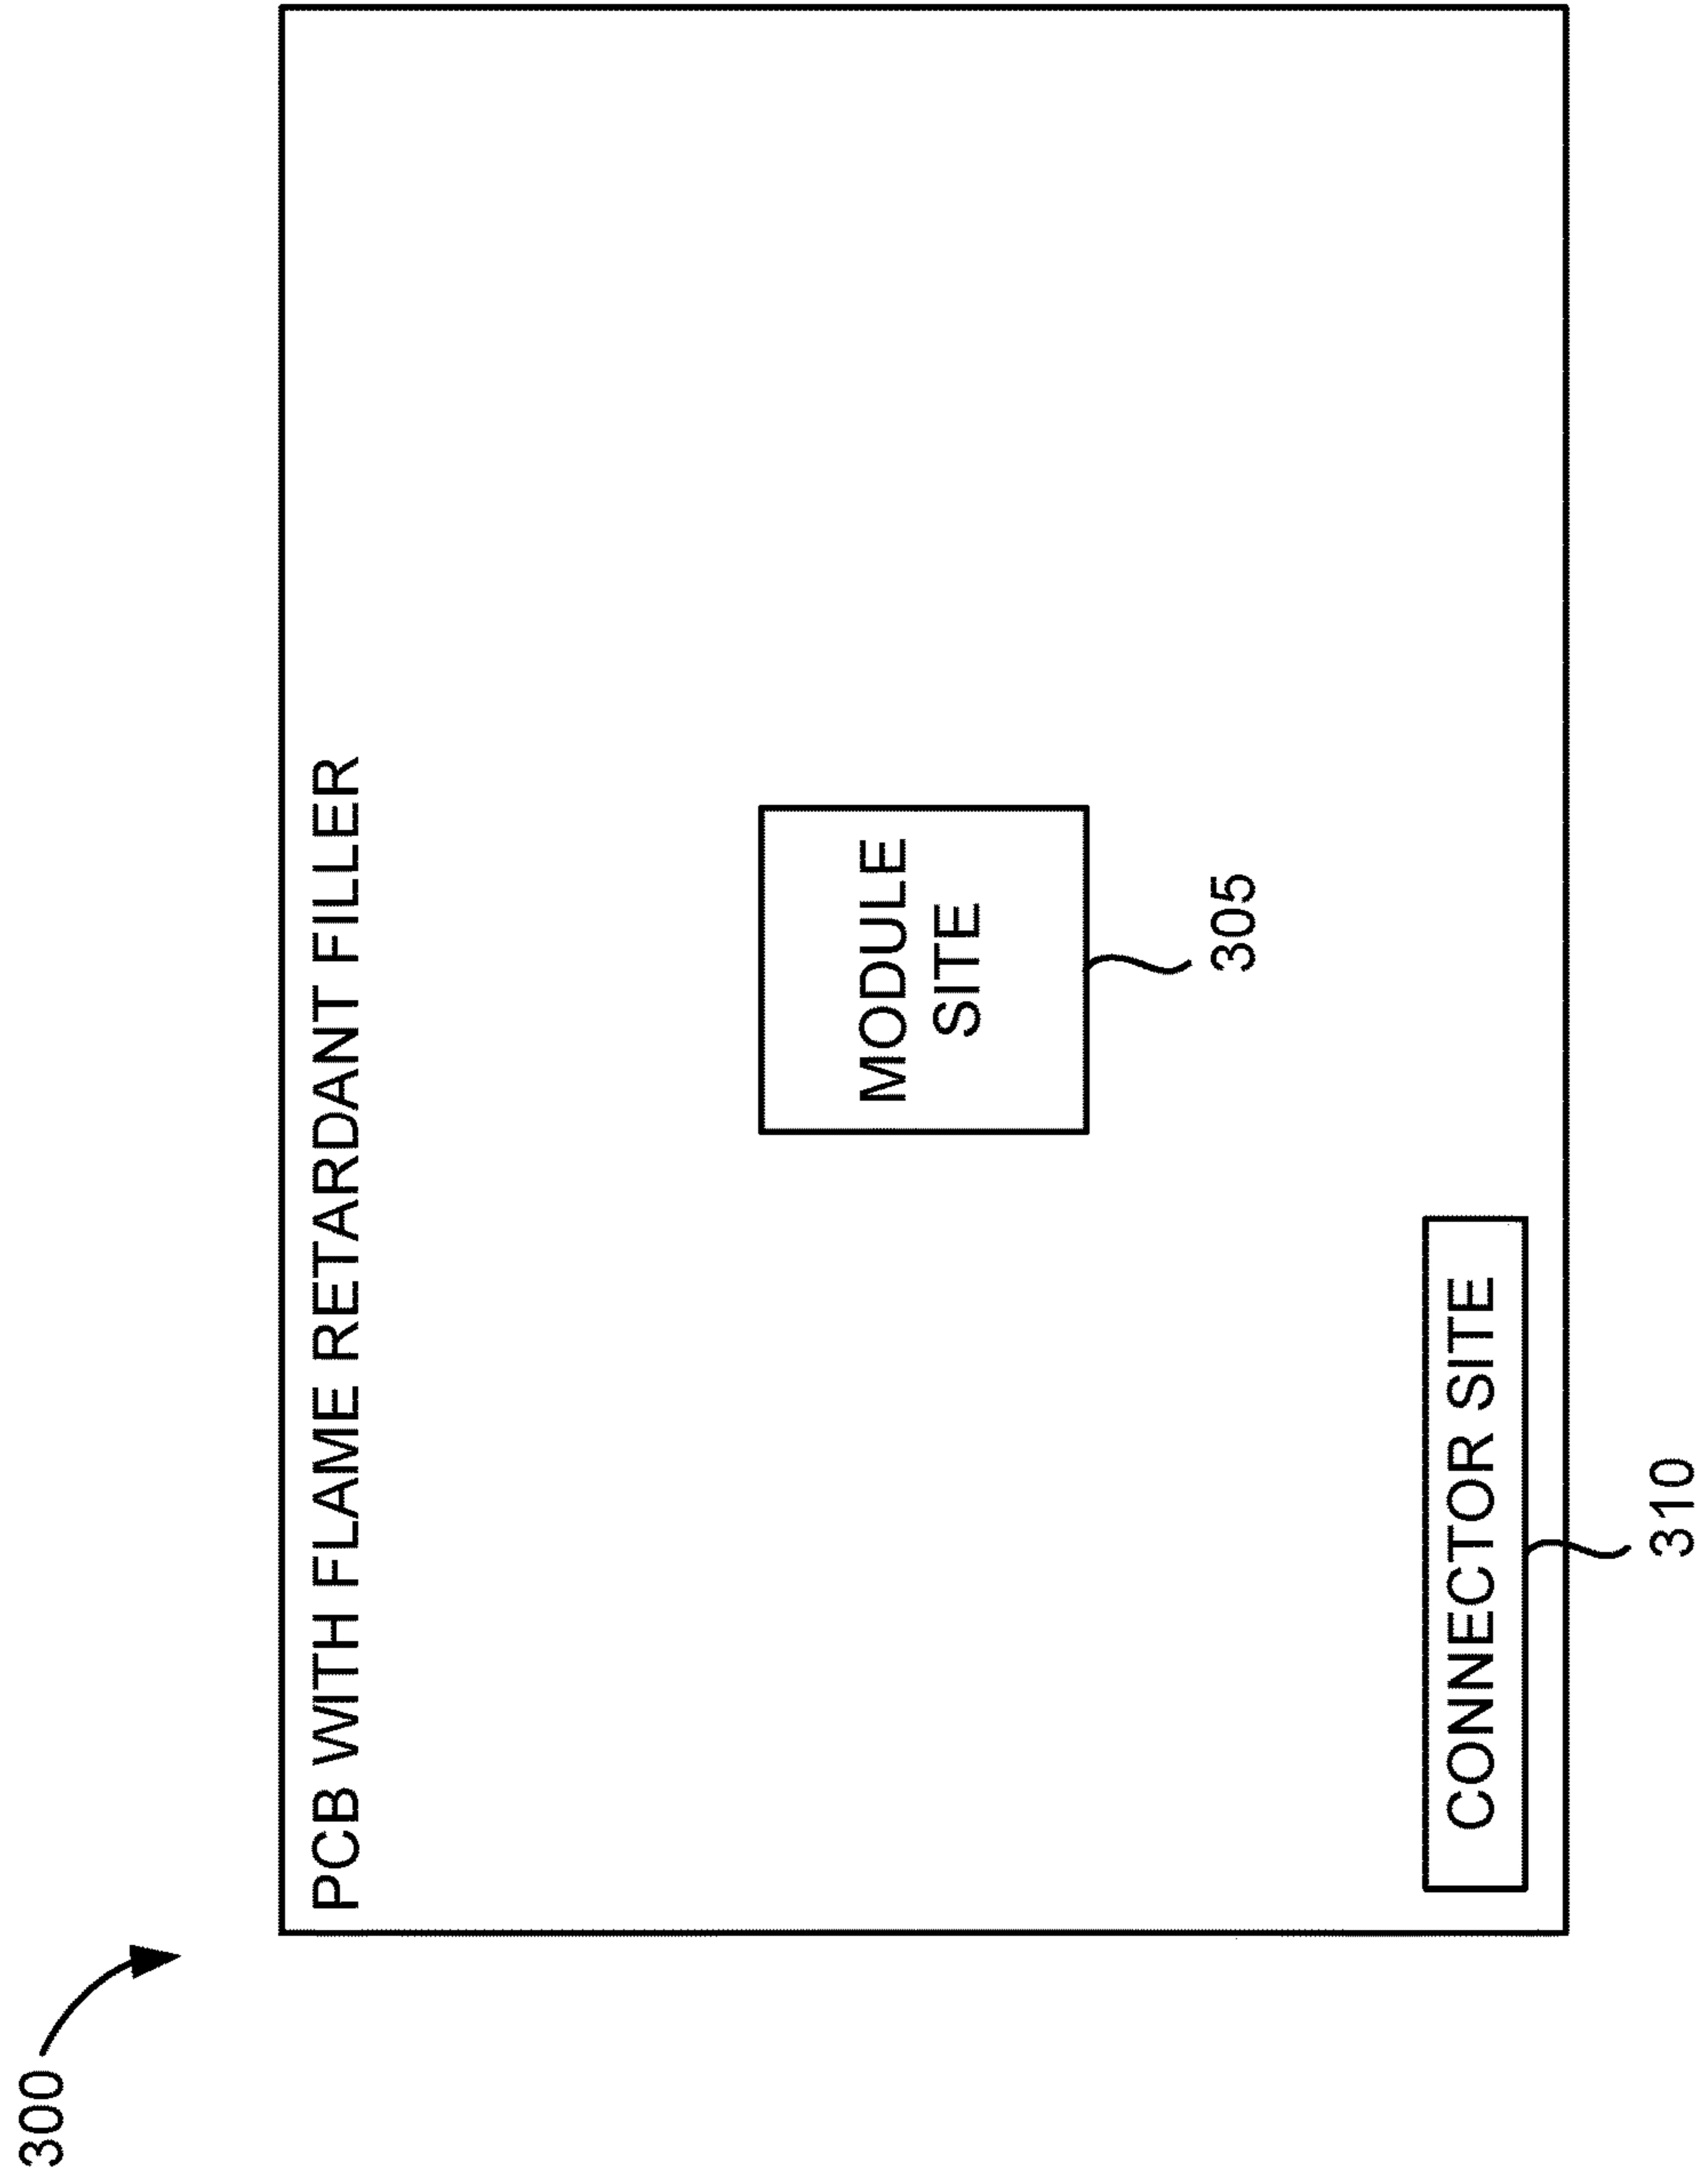 300
PCB WITH FLAME RETARDANT FILLER
MODULE
SITE
305
CONNECTOR SITE
310